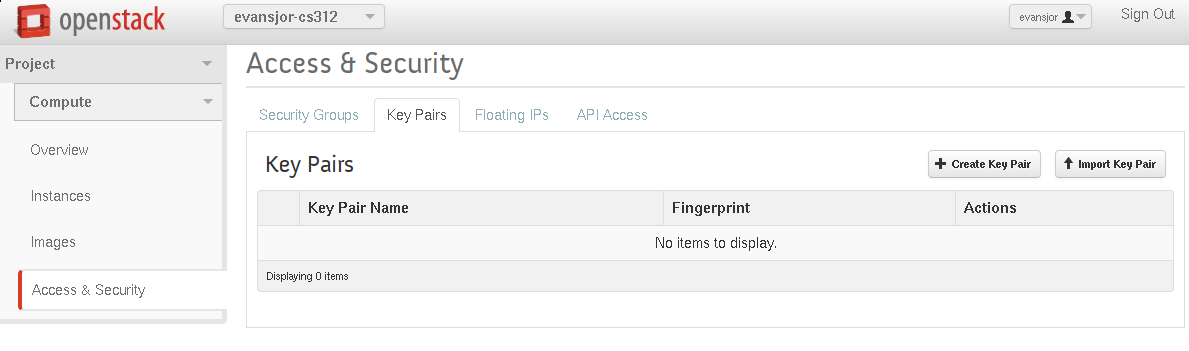 openstack evansjor-cs312 evansjor Sign Out
Project
Compute
Overview
Instances
Images
Access & Security
Access & Security
Security Groups Key Pairs Floating IPs API Access
Key Pairs Create Key Pair Import Key Pair
Key Pair Name Fingerprint Actions
No items to display.
Displaying 0 items